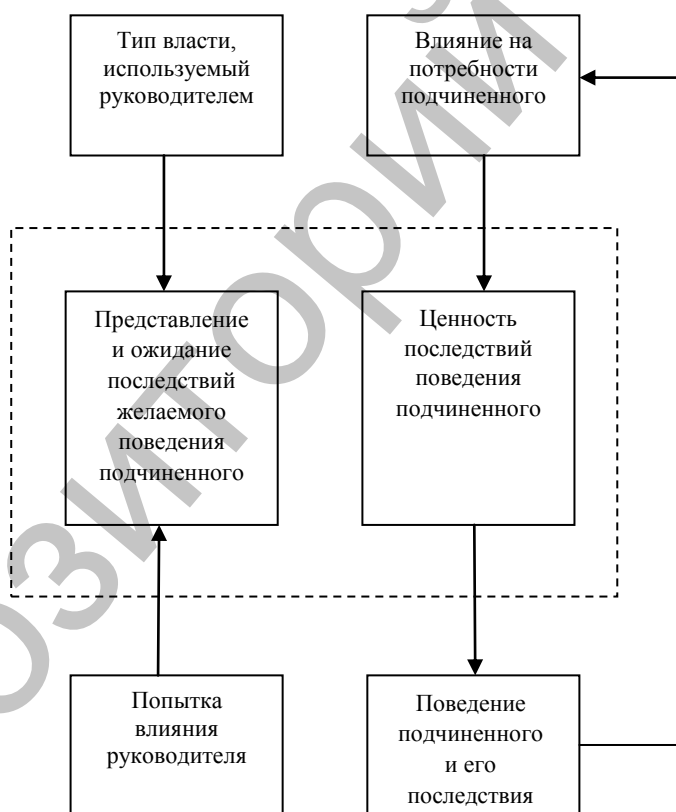 Тип власти,
используемый
руководителем
Влияние на
потребности
подчиненного
Представление
и ожидание
последствий
желаемого
поведения
подчиненного
Ценность
последствий
поведения
подчиненного
Попытка
влияния
руководителя
Поведение
подчиненного
и его
последствия
озиторий